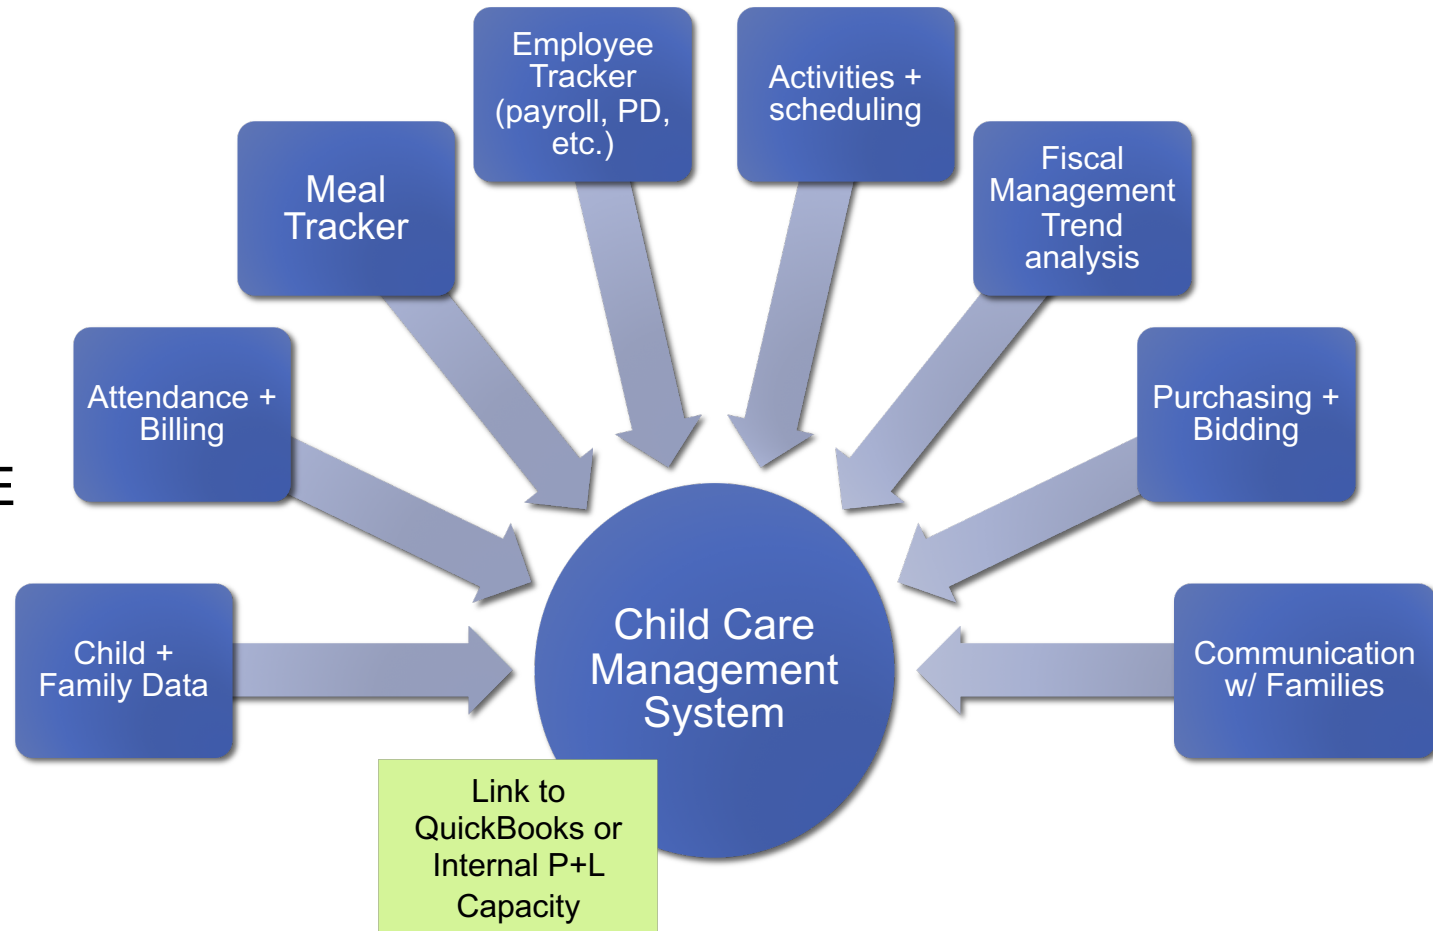 Employee
Tracker
(payroll, PD,
etc.)
Activities +
scheduling
Meal
Tracker
Fiscal
Management
Trend
analysis
Attendance +
Billing
Purchasing +
Bidding
E
Child +
Family Data
Child Care
Management
System
Communication
w/ Families
Link to
QuickBooks or
Internal P+L
Capacity